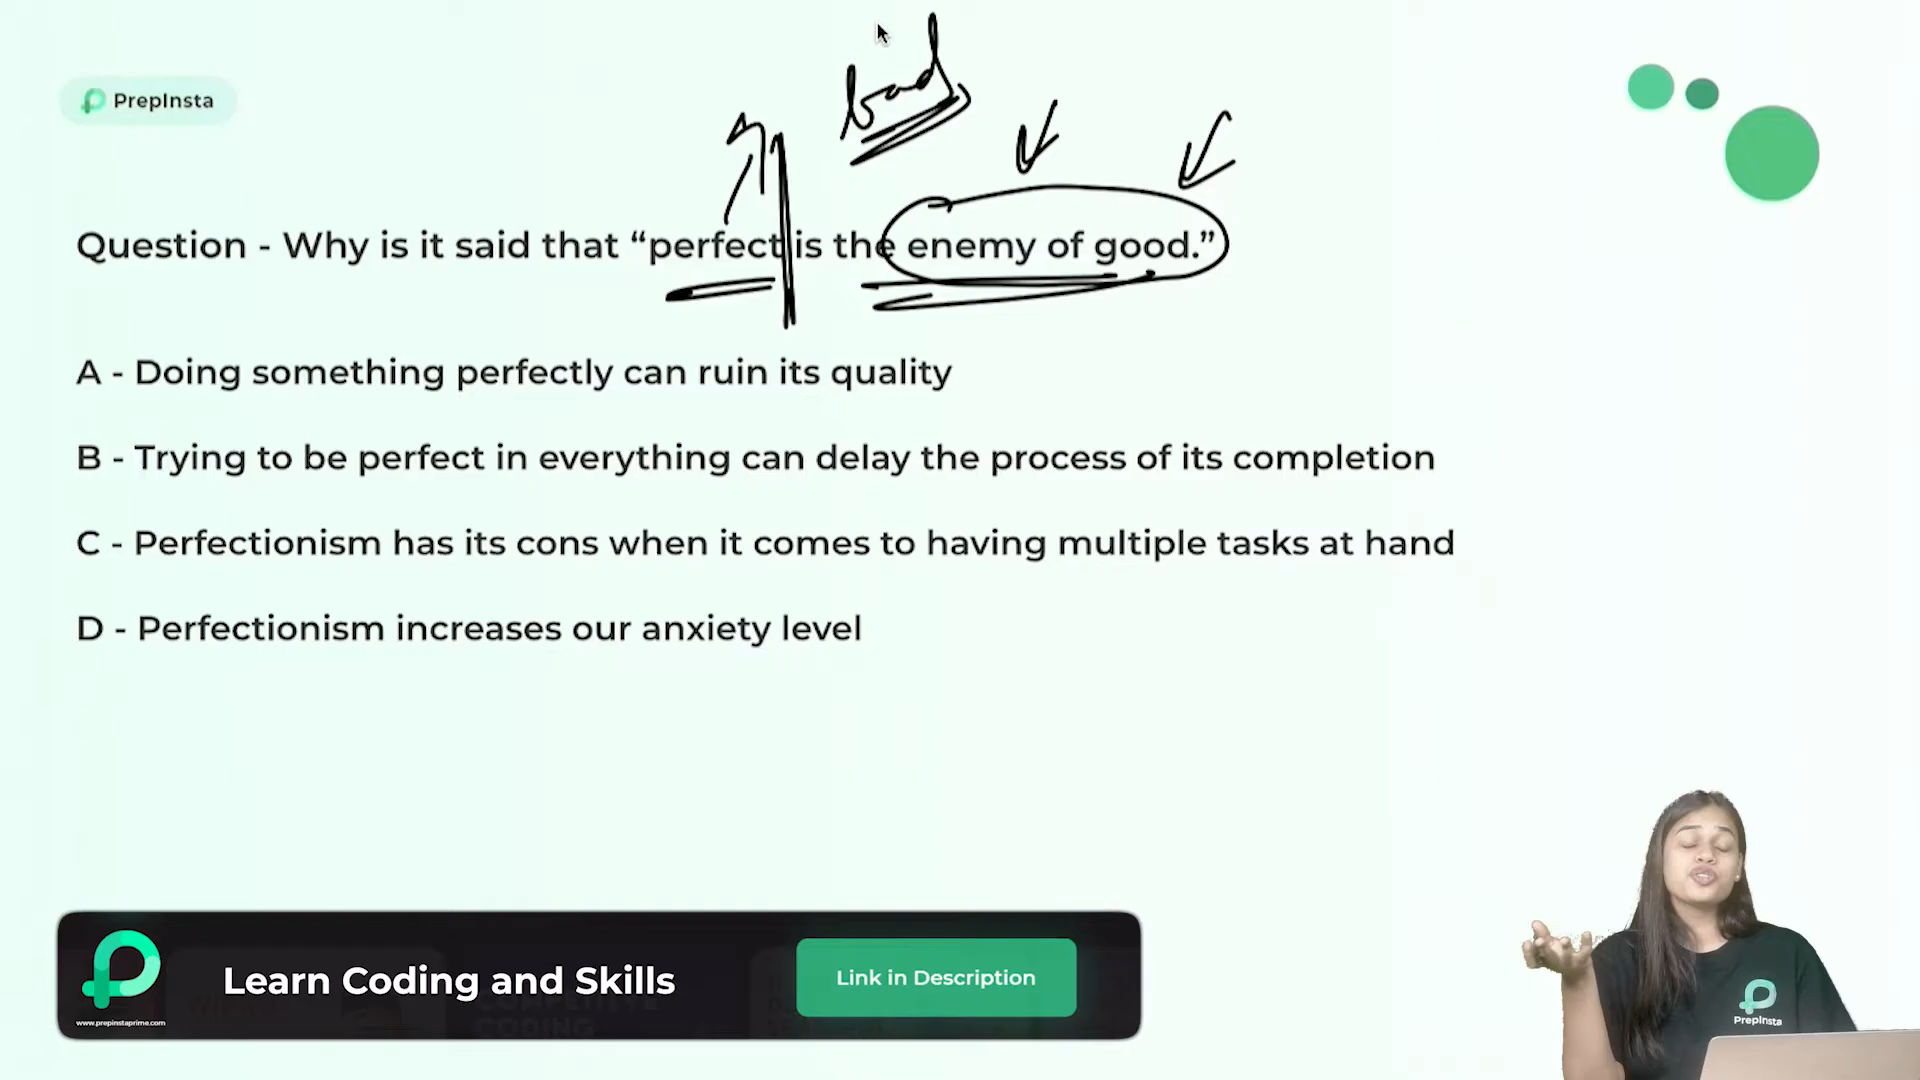 bad
PrepInsta
Question - Why is it said that “perfect is the enemy of good.”
A - Doing something perfectly can ruin its quality
B - Trying to be perfect in everything can delay the process of its completion
C - Perfectionism has its cons when it comes to having multiple tasks at hand
D - Perfectionism increases our anxiety level
Learn Coding and Skills
Link in Description
www.prepinstaprime.com
PrepInsta